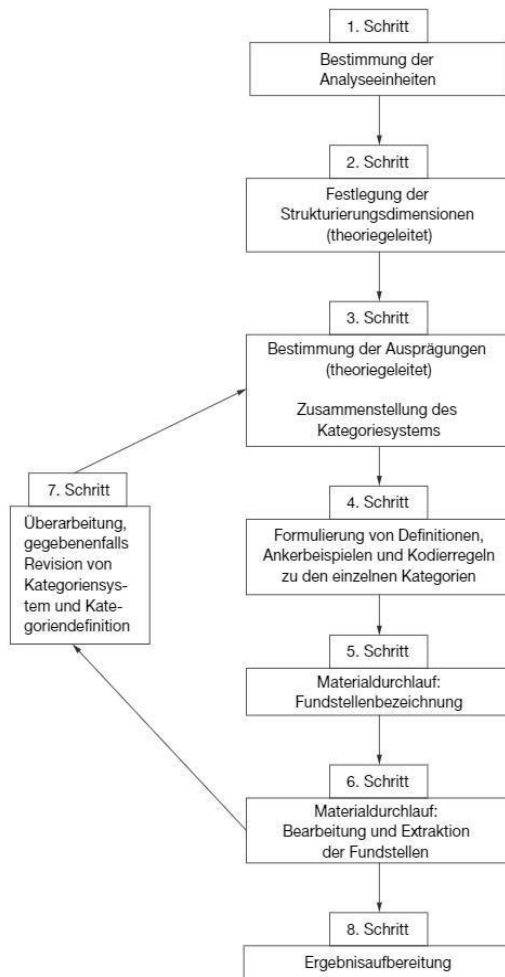 1. Schritt
Bestimmung der
Analyseeinheiten
2. Schritt
Festlegung der
Strukturierungsdimensionen
(theoriegeleitet)
3. Schritt
Bestimmung der Ausprägungen
(theoriegeleitet)
Zusammenstellung des
Kategoriesystems
4. Schritt
Formulierung von Definitionen,
Ankerbeispielen und Kodierregeln
zu den einzelnen Kategorien
5. Schritt
Materialdurchlauf:
Fundstellenbezeichnung
6. Schritt
Materialdurchlauf:
Bearbeitung und Extraktion
der Fundstellen
7. Schritt
Überarbeitung,
gegebenenfalls
Revision von
Kategoriensys-
tem und Kate-
goriendefinition
8. Schritt
Ergebnisaufbereitung